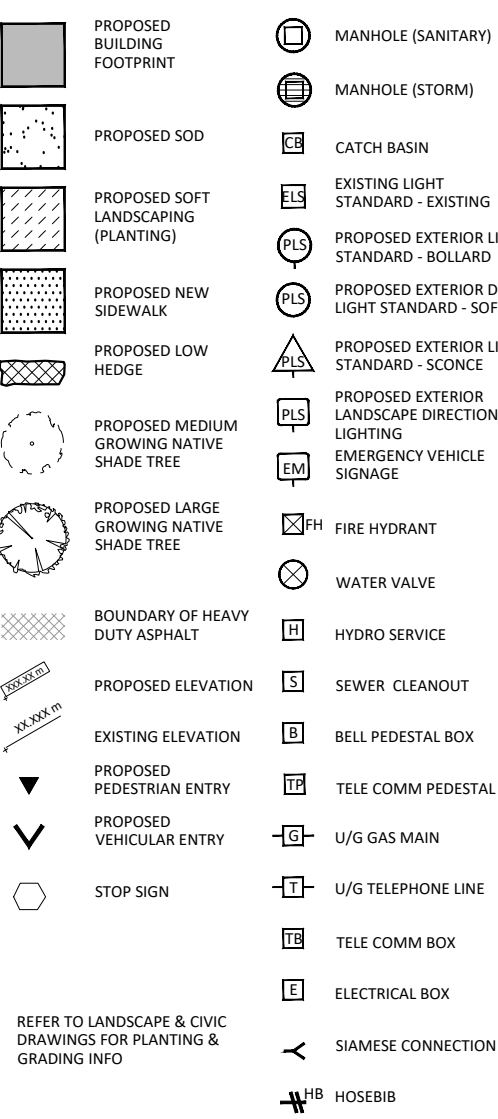 PROPOSED
BUILDING
FOOTPRINT
PROPOSED SOD
PROPOSED SOFT
LANDSCAPING
(PLANTING)
PROPOSED NEW
SIDEWALK
PROPOSED LOW
HEDGE
PROPOSED MEDIUM
GROWING NATIVE
SHADE TREE
PROPOSED LARGE
GROWING NATIVE
SHADE TREE
BOUNDARY OF HEAVY
DUTY ASPHALT
XXX.XX m
PROPOSED ELEVATION
XX.XXX m
EXISTING ELEVATION
PROPOSED
PEDESTRIAN ENTRY
PROPOSED
VEHICULAR ENTRY
STOP SIGN
REFER TO LANDSCAPE & CIVIC
DRAWINGS FOR PLANTING &
GRADING INFO
MANHOLE (SANITARY)
MANHOLE (STORM)
CB CATCH BASIN
ELS EXISTING LIGHT
STANDARD - EXISTING
PLS PROPOSED EXTERIOR LI
STANDARD - BOLLARD
PLS PROPOSED EXTERIOR D
LIGHT STANDARD - SOF
PLS PROPOSED EXTERIOR LI
STANDARD - SCONCE
PLS PROPOSED EXTERIOR
LANDSCAPE DIRECTION
LIGHTING
EM EMERGENCY VEHICLE
SIGNAGE
FH FIRE HYDRANT
WATER VALVE
H HYDRO SERVICE
S SEWER CLEANOUT
B BELL PEDESTAL BOX
TP TELE COMM PEDESTAL
G U/G GAS MAIN
T U/G TELEPHONE LINE
TB TELE COMM BOX
E ELECTRICAL BOX
SIAMESE CONNECTION
HB HOSEBIB